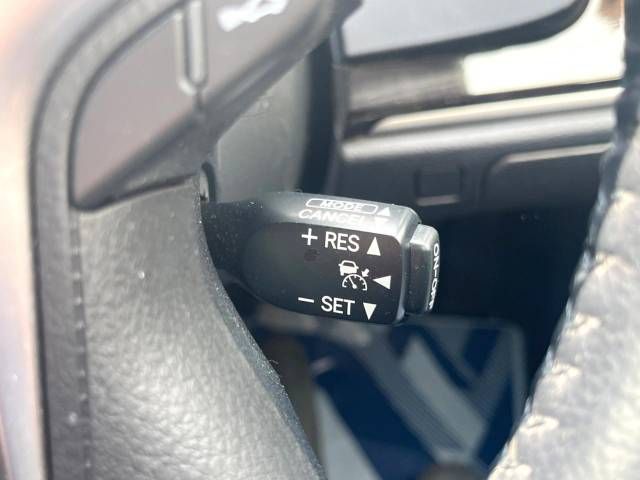 MODE ▲
CANCEL ▼
+ RES ▲
− SET ▼
ON-OFF